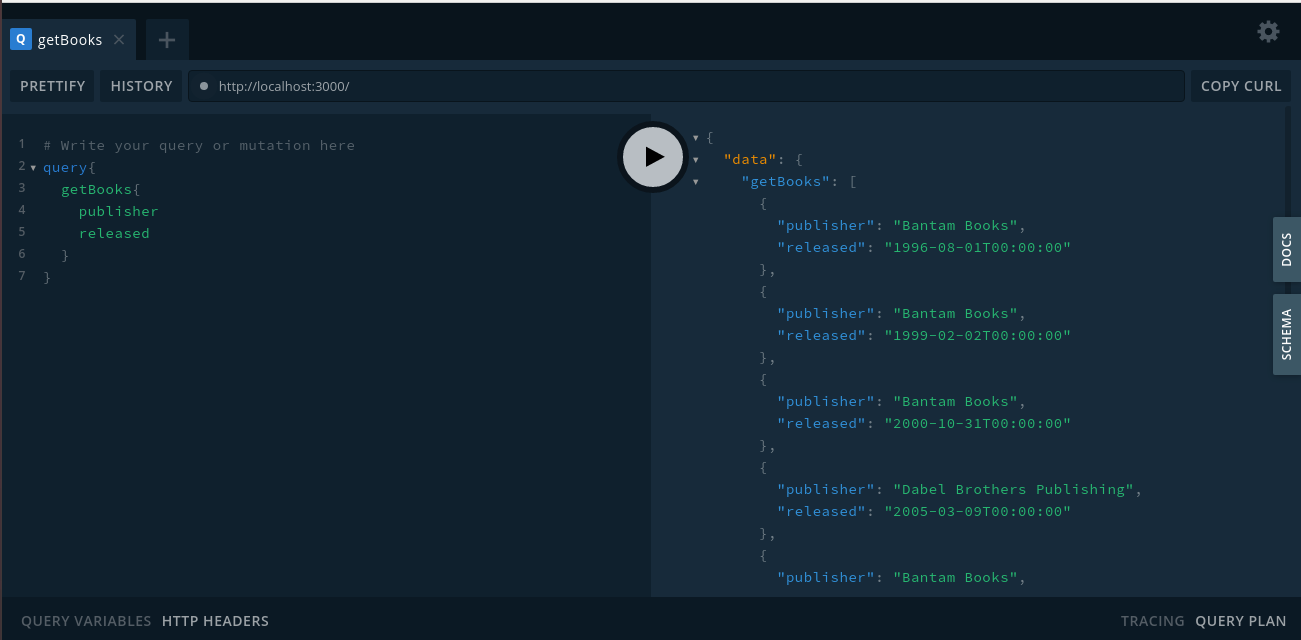 Q getBooks ×
PRETTIFY HISTORY http://localhost:3000/ COPY CURL
1 # Write your query or mutation here
2 query{
3 getBooks{
4 publisher
5 released
6 }
7 }
{
"data": {
"getBooks": [
{
"publisher": "Bantam Books",
"released": "1996-08-01T00:00:00"
},
{
"publisher": "Bantam Books",
"released": "1999-02-02T00:00:00"
},
{
"publisher": "Bantam Books",
"released": "2000-10-31T00:00:00"
},
{
"publisher": "Dabel Brothers Publishing",
"released": "2005-03-09T00:00:00"
},
{
"publisher": "Bantam Books",
DOCS
SCHEMA
QUERY VARIABLES HTTP HEADERS TRACING QUERY PLAN